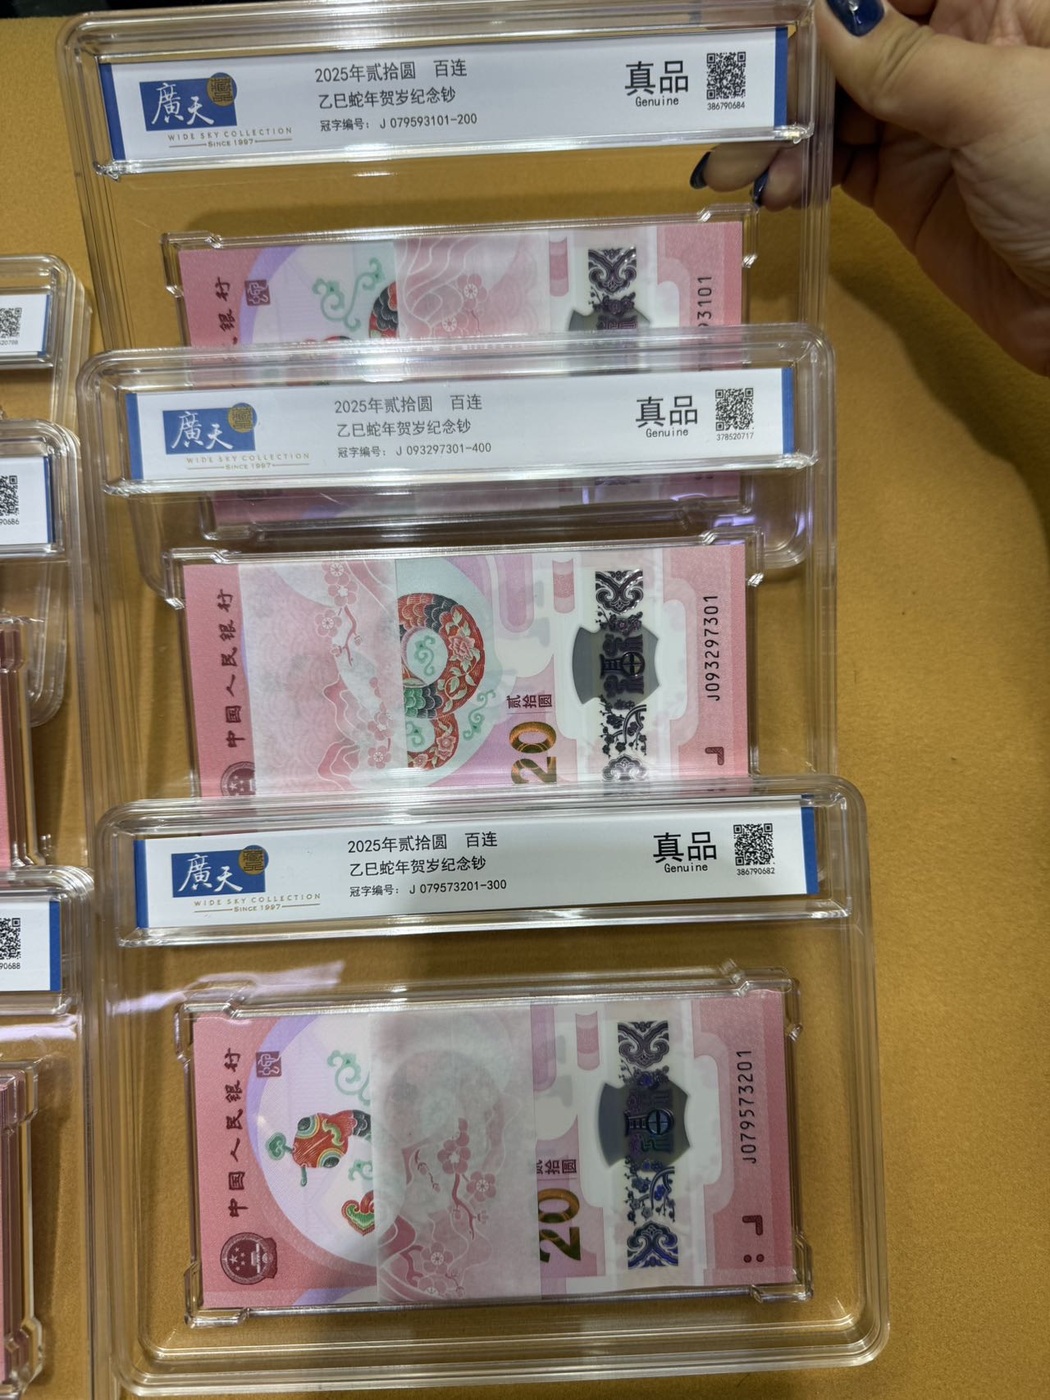 廣天
WIDE SKY COLLECTION
SINCE 1997
2025年贰拾圆 百连
乙巳蛇年贺岁纪念钞
冠字编号: J 079593101-200
真品
Genuine
386790684
银行
93101
廣天
WIDE SKY COLLECTION
SINCE 1997
2025年贰拾圆 百连
乙巳蛇年贺岁纪念钞
冠字编号: J 093297301-400
真品
Genuine
378520717
中国人民银行
贰拾圆
20
J093297301
廣天
WIDE SKY COLLECTION
SINCE 1997
2025年贰拾圆 百连
乙巳蛇年贺岁纪念钞
冠字编号: J 079573201-300
真品
Genuine
386790682
中国人民银行
贰拾圆
20
J079573201
90686
90688